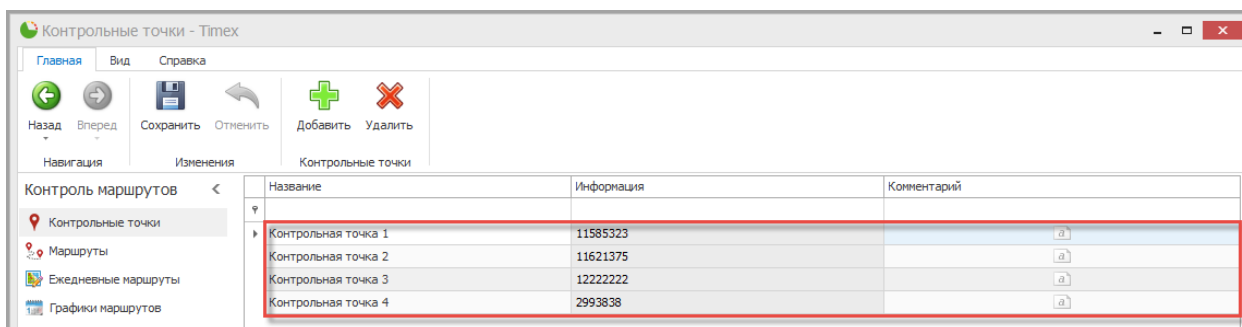 Контрольные точки - Timex
Главная Вид Справка
Назад Вперед Сохранить Отменить Добавить Удалить
Навигация Изменения Контрольные точки
Контроль маршрутов
Контрольные точки
Маршруты
Ежедневные маршруты
Графики маршрутов
Название Информация Комментарий
Контрольная точка 1 11585323 a
Контрольная точка 2 11621375 a
Контрольная точка 3 12222222 a
Контрольная точка 4 2993838 a